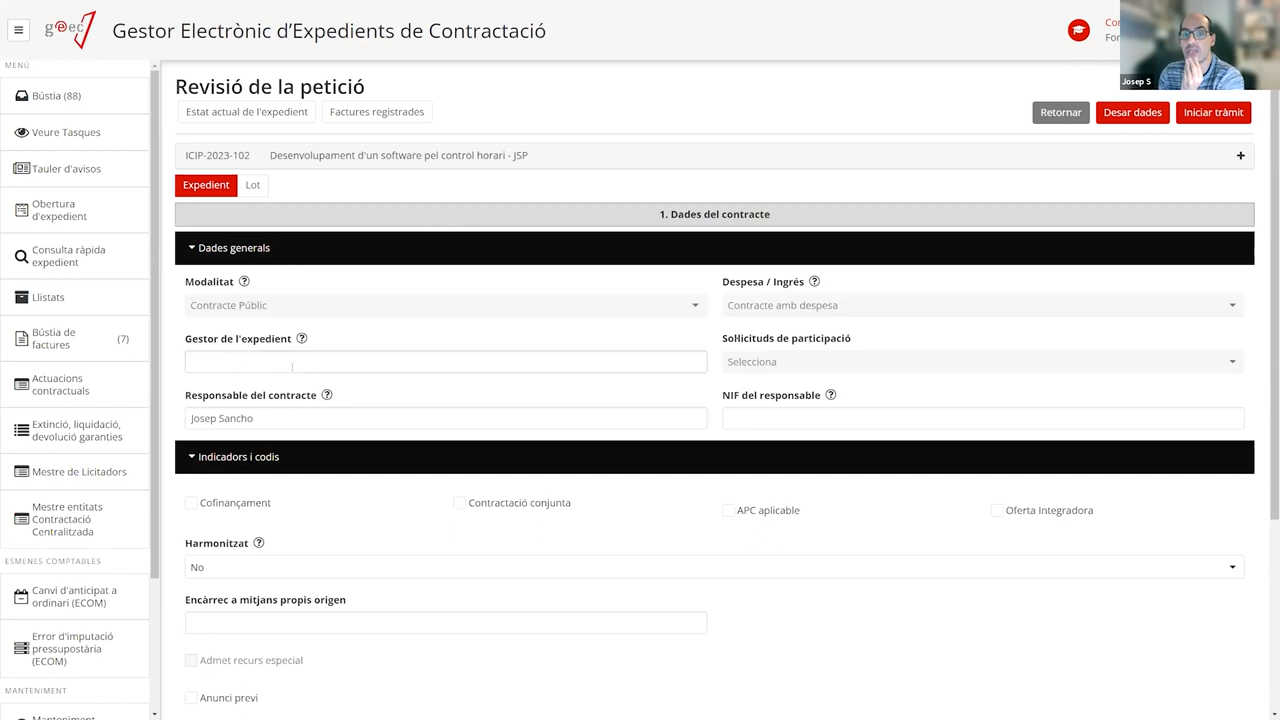 geec
Gestor Electrònic d'Expedients de Contractació
Con
For
Josep S
MENÚ
Bústia (88)
Veure Tasques
Tauler d'avisos
Obertura
d'expedient
Consulta ràpida
expedient
Llistats
Bústia de
factures
(7)
Actuacions
contractuals
Extinció, liquidació,
devolució garanties
Mestre de Licitadors
Mestre entitats
Contractació
Centralitzada
ESMENES COMPTABLES
Canvi d'anticipat a
ordinari (ECOM)
Error d'imputació
pressupostària
(ECOM)
MANTENIMENT
Manteniment
Revisió de la petició
Estat actual de l'expedient
Factures registrades
Retornar
Desar dades
Iniciar tràmit
ICIP-2023-102 Desenvolupament d'un software pel control horari - JSP
Expedient
Lot
1. Dades del contracte
Dades generals
Modalitat
Despesa / Ingrés
Contracte Públic
Contracte amb despesa
Gestor de l'expedient
Sol·licituds de participació
Selecciona
Responsable del contracte
NIF del responsable
Josep Sancho
Indicadors i codis
Cofinançament
Contractació conjunta
APC aplicable
Oferta Integradora
Harmonitzat
No
Encàrrec a mitjans propis origen
Admet recurs especial
Anunci previ